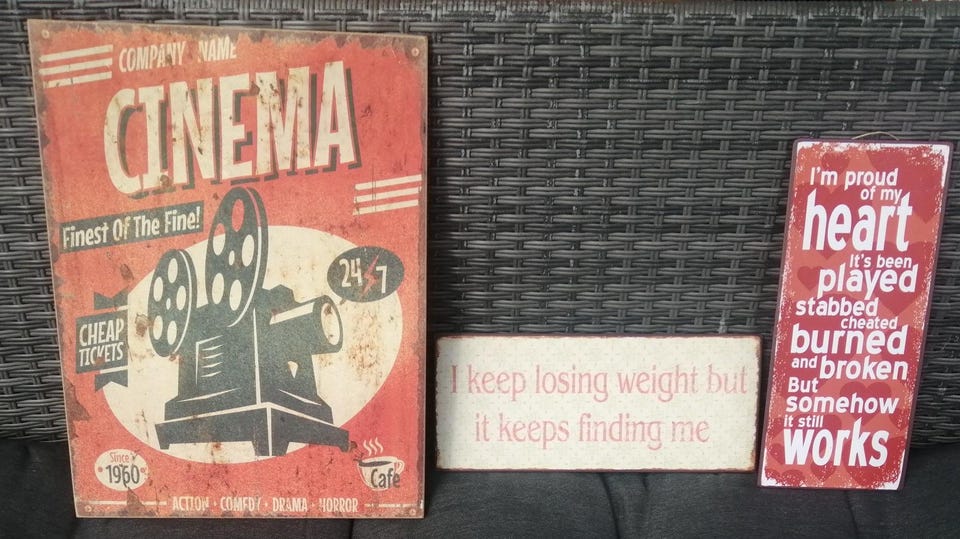 COMPANY NAME
CINEMA
Finest Of The Fine!
24 7
CHEAP
TICKETS
Since
1960
Cafe
ACTION · COMEDY · DRAMA · HORROR
I keep losing weight but
it keeps finding me
I'm proud
of my
heart
It's been
played
stabbed
cheated
burned
and broken
But
somehow
it still
works